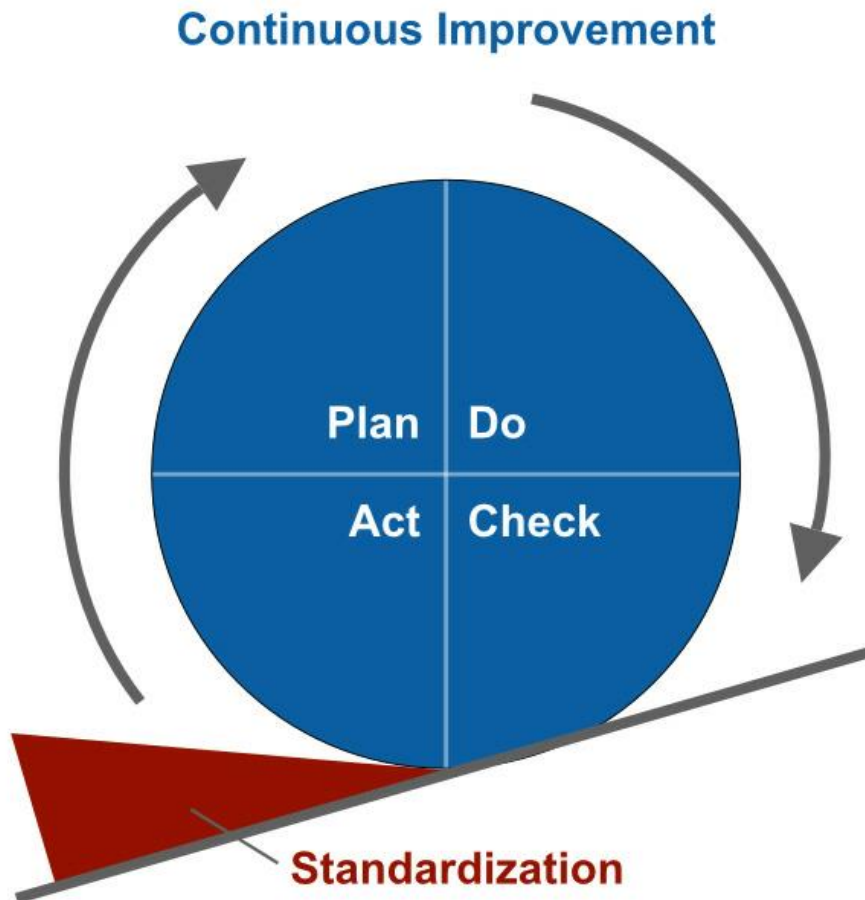 Continuous Improvement
Plan Do
Act Check
Standardization